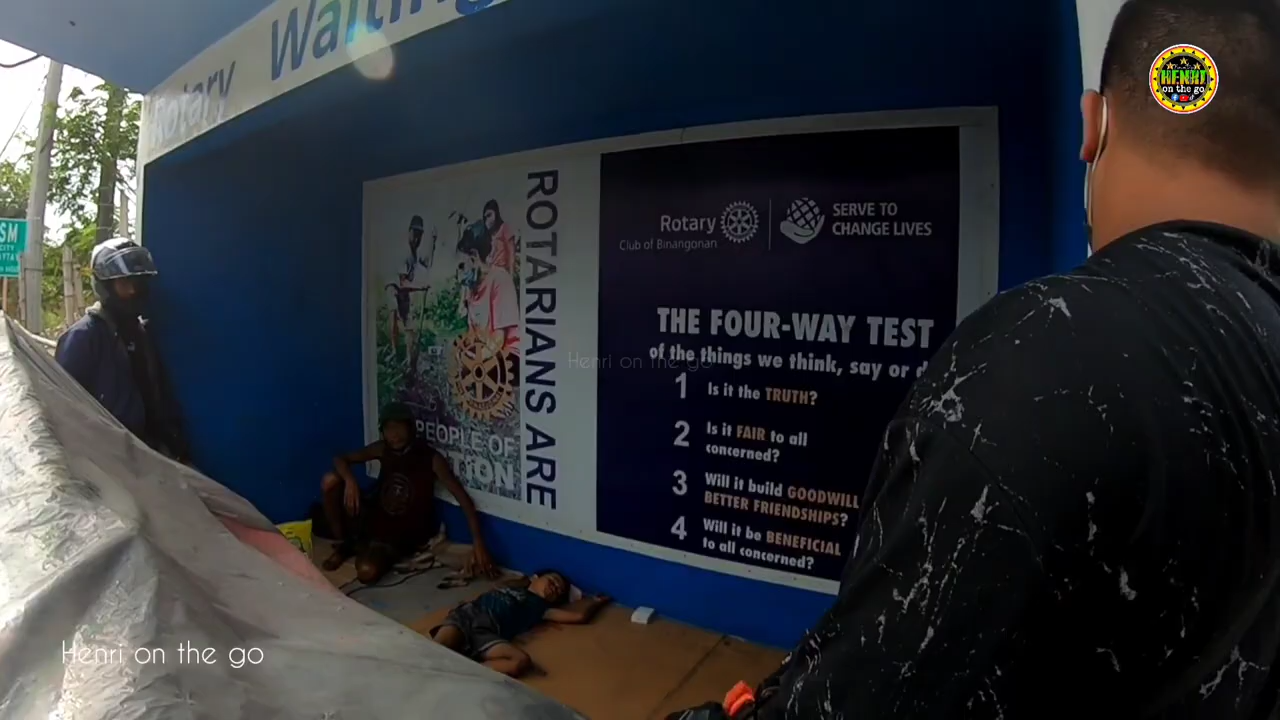 Rotary Waiting
HENRI
on the go
SM
CITY
ROTARIANS ARE
PEOPLE OF
Rotary
Club of Binangonan
SERVE TO
CHANGE LIVES
THE FOUR-WAY TEST
of the things we think, say or
1 Is it the TRUTH?
2 Is it FAIR to all
concerned?
3 Will it build GOODWILL
BETTER FRIENDSHIPS?
4 Will it be BENEFICIAL
to all concerned?
Henri on the go
Henri on the go